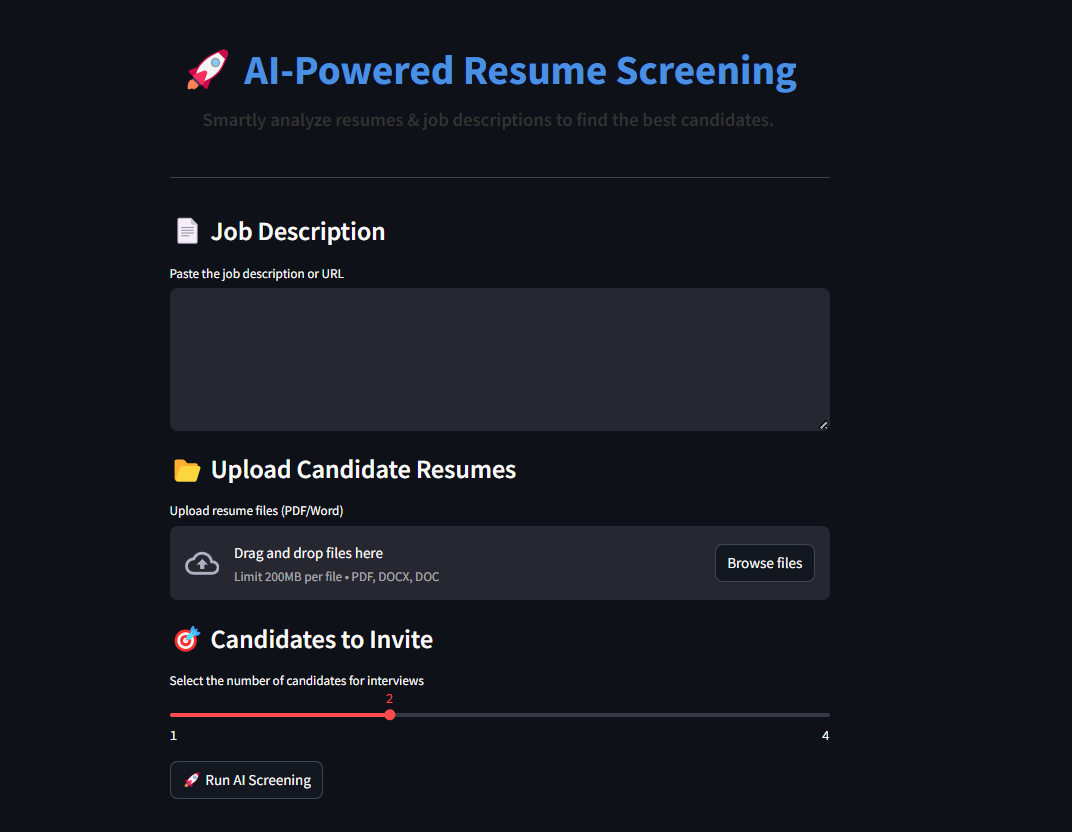 🚀 AI-Powered Resume Screening
Smartly analyze resumes & job descriptions to find the best candidates.
📄 Job Description
Paste the job description or URL
📂 Upload Candidate Resumes
Upload resume files (PDF/Word)
Drag and drop files here
Limit 200MB per file • PDF, DOCX, DOC
Browse files
🎯 Candidates to Invite
Select the number of candidates for interviews
2
1
4
🚀 Run AI Screening